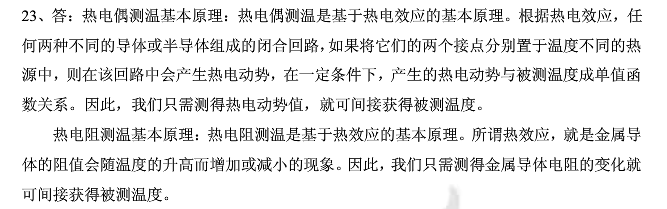 23、答：热电偶测温基本原理：热电偶测温是基于热电效应的基本原理。根据热电效应，任
何两种不同的导体或半导体组成的闭合回路，如果将它们的两个接点分别置于温度不同的热
源中，则在该回路中会产生热电动势，在一定条件下，产生的热电动势与被测温度成单值函
数关系。因此，我们只需测得热电动势值，就可间接获得被测温度。
热电阻测温基本原理：热电阻测温是基于热效应的基本原理。所谓热效应，就是金属导
体的阻值会随温度的升高而增加或减小的现象。因此，我们只需测得金属导体电阻的变化就
可间接获得被测温度。